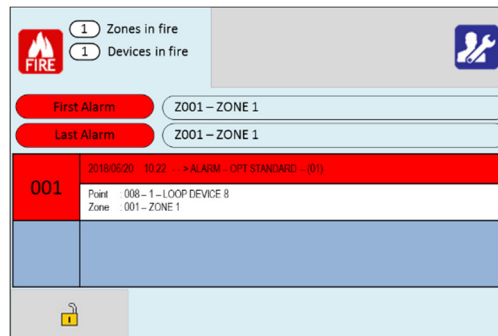 1 Zones in fire
1 Devices in fire
FIRE
First Alarm Z001 – ZONE 1
Last Alarm Z001 – ZONE 1
001
2018/06/20 10:22 --> ALARM – OPT STANDARD – (01)
Point : 008 – 1 – LOOP DEVICE 8
Zone : 001 – ZONE 1